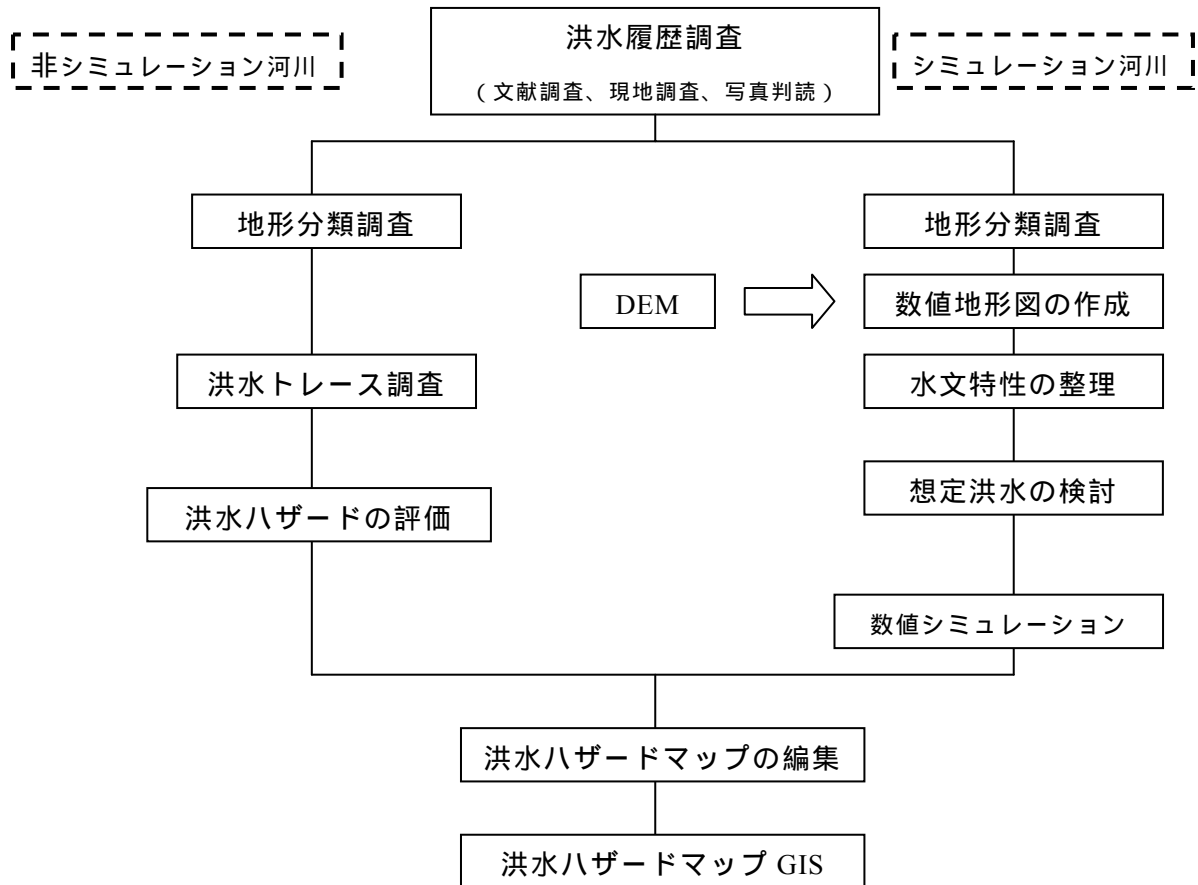 洪水履歴調査
（文献調査、現地調査、写真判読）
非シミュレーション河川
シミュレーション河川
地形分類調査
地形分類調査
DEM
数値地形図の作成
洪水トレース調査
水文特性の整理
洪水ハザードの評価
想定洪水の検討
数値シミュレーション
洪水ハザードマップの編集
洪水ハザードマップ GIS